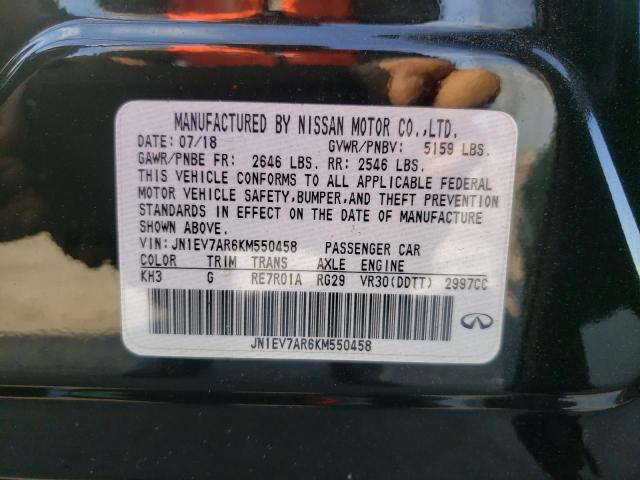 MANUFACTURED BY NISSAN MOTOR CO.,LTD.
DATE: 07/18 GVWR/PNBV: 5159 LBS.
GAWR/PNBE FR: 2646 LBS. RR: 2546 LBS.
THIS VEHICLE CONFORMS TO ALL APPLICABLE FEDERAL
MOTOR VEHICLE SAFETY,BUMPER,AND THEFT PREVENTION
STANDARDS IN EFFECT ON THE DATE OF MANUFACTURE
SHOWN ABOVE.
VIN: JN1EV7AR6KM550458 PASSENGER CAR
COLOR TRIM TRANS AXLE ENGINE
KH3 G RE7R01A RG29 VR30(DDTT) 2997CC
JN1EV7AR6KM550458